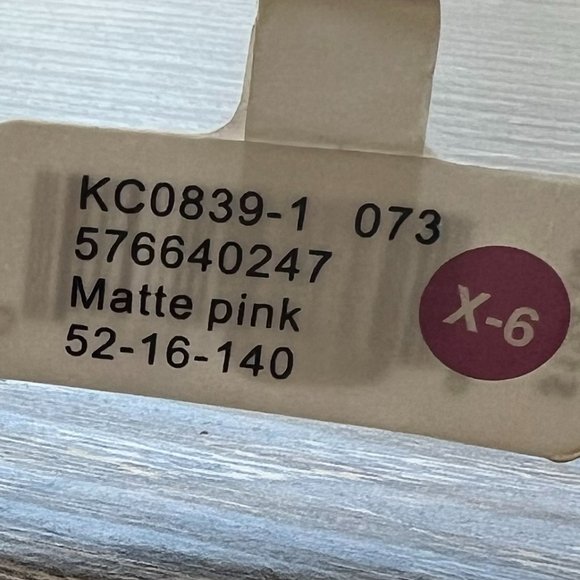 KC0839-1 073
576640247
Matte pink
52-16-140
X-6